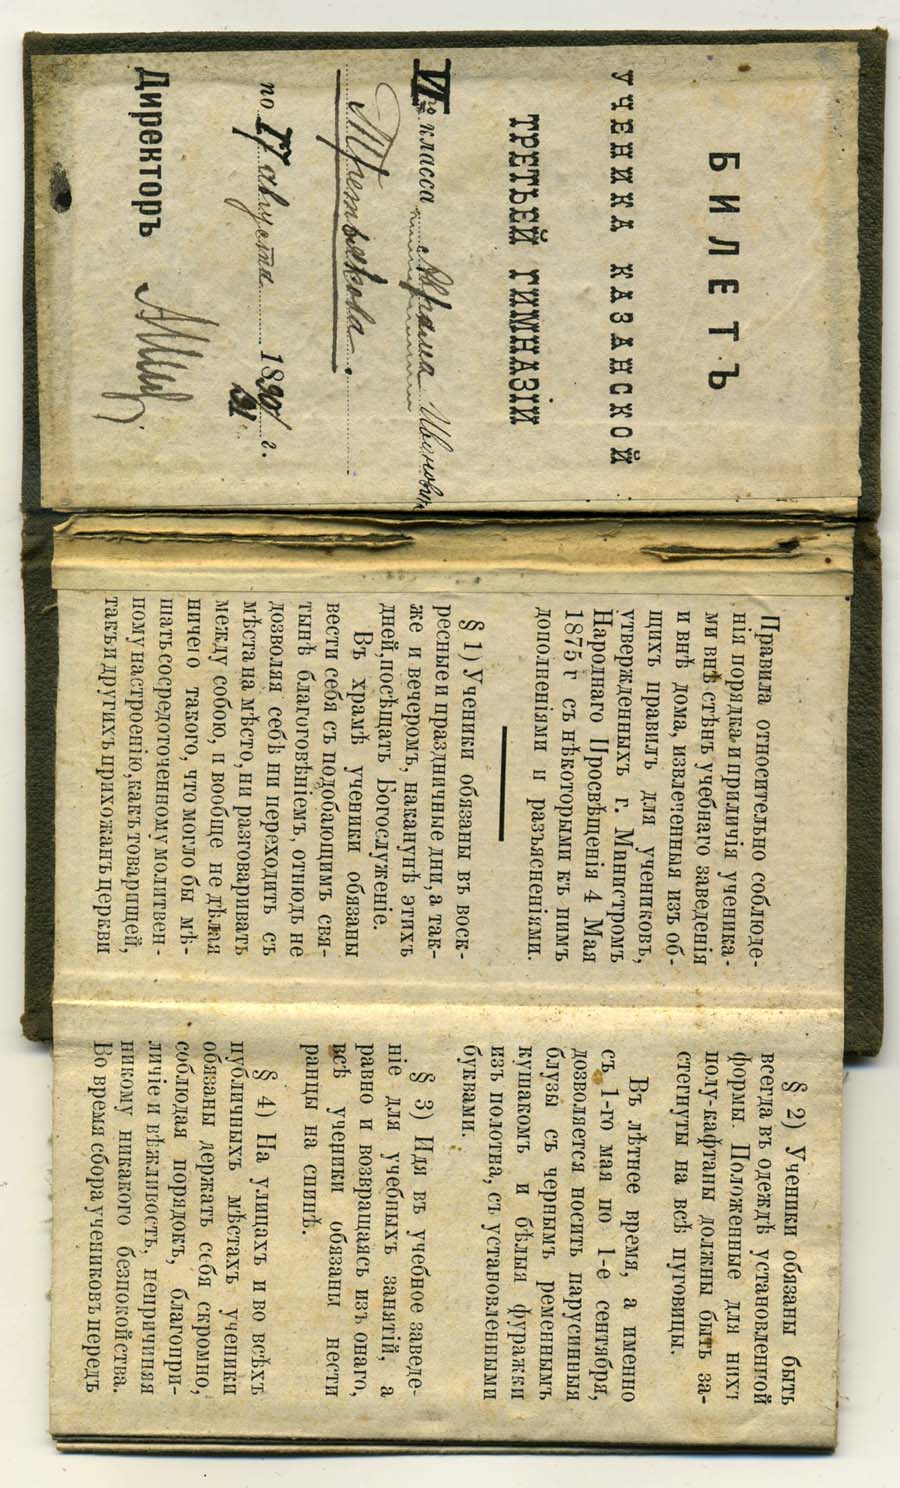 БИЛЕТЪ
УЧЕНИКА КАЗАНСКОЙ
ТРЕТЬЕЙ ГИМНАЗІИ
го класса Ивановича
Третьякова
по 17 августа 1890/91 г.
Директоръ
Правила относительно соблюде-
нія порядка и приличія ученика-
ми внѣ стѣнъ учебнаго заведенія
и внѣ дома, извлеченныя изъ об-
щихъ правилъ для учениковъ,
утвержденныхъ г. Министромъ
Народнаго Просвѣщенія 4 Мая
1875 г съ нѣкоторыми къ нимъ
дополненіями и разъясненіями.
§ 1) Ученики обязаны въ воск-
ресные и праздничные дни, а так-
же и вечеромъ, наканунѣ этихъ
дней, посѣщать Богослуженіе.
Въ храмѣ ученики обязаны
вести себя съ подобающимъ свя-
тынѣ благоговѣніемъ, отнюдь не
дозволяя себѣ ни переходить съ
мѣста на мѣсто, ни разговаривать
между собою, и вообще не дѣлая
ничего такого, что могло бы мѣ-
шать сосредоточенному молитвен-
ному настроенію, какъ товарищей,
такъ и другихъ прихожанъ церкви
§ 2) Ученики обязаны быть
всегда въ одеждѣ установленной
формы. Положенные для нихъ
полу-кафтаны должны быть за-
стегнуты на всѣ пуговицы.
Въ лѣтнее время, а именно
съ 1-го мая по 1-е сентября,
дозволяется носить парусинныя
блузы съ чернымъ ременнымъ
кушакомъ и бѣлыя фуражки
изъ полотна, съ установленными
буквами.
§ 3) Идя въ учебное заведе-
ніе для учебныхъ занятій, а
равно и возвращаясь изъ онаго,
всѣ ученики обязаны нести
ранцы на спинѣ.
§ 4) На улицахъ и во всѣхъ
публичныхъ мѣстахъ ученики
обязаны держать себя скромно,
соблюдая порядокъ, благопри-
личіе и вѣжливость, непричиняя
никому никакого безпокойства.
Во время сбора учениковъ передъ